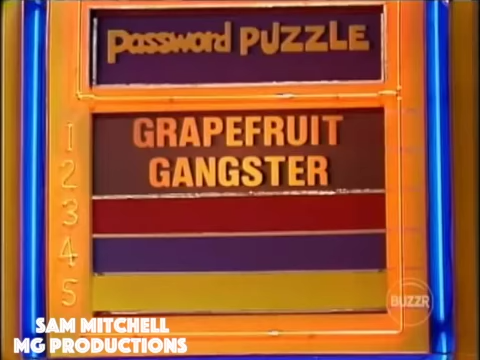 Password PUZZLE
GRAPEFRUIT
GANGSTER
1
2
3
4
5
BUZZR
SAM MITCHELL
MG PRODUCTIONS